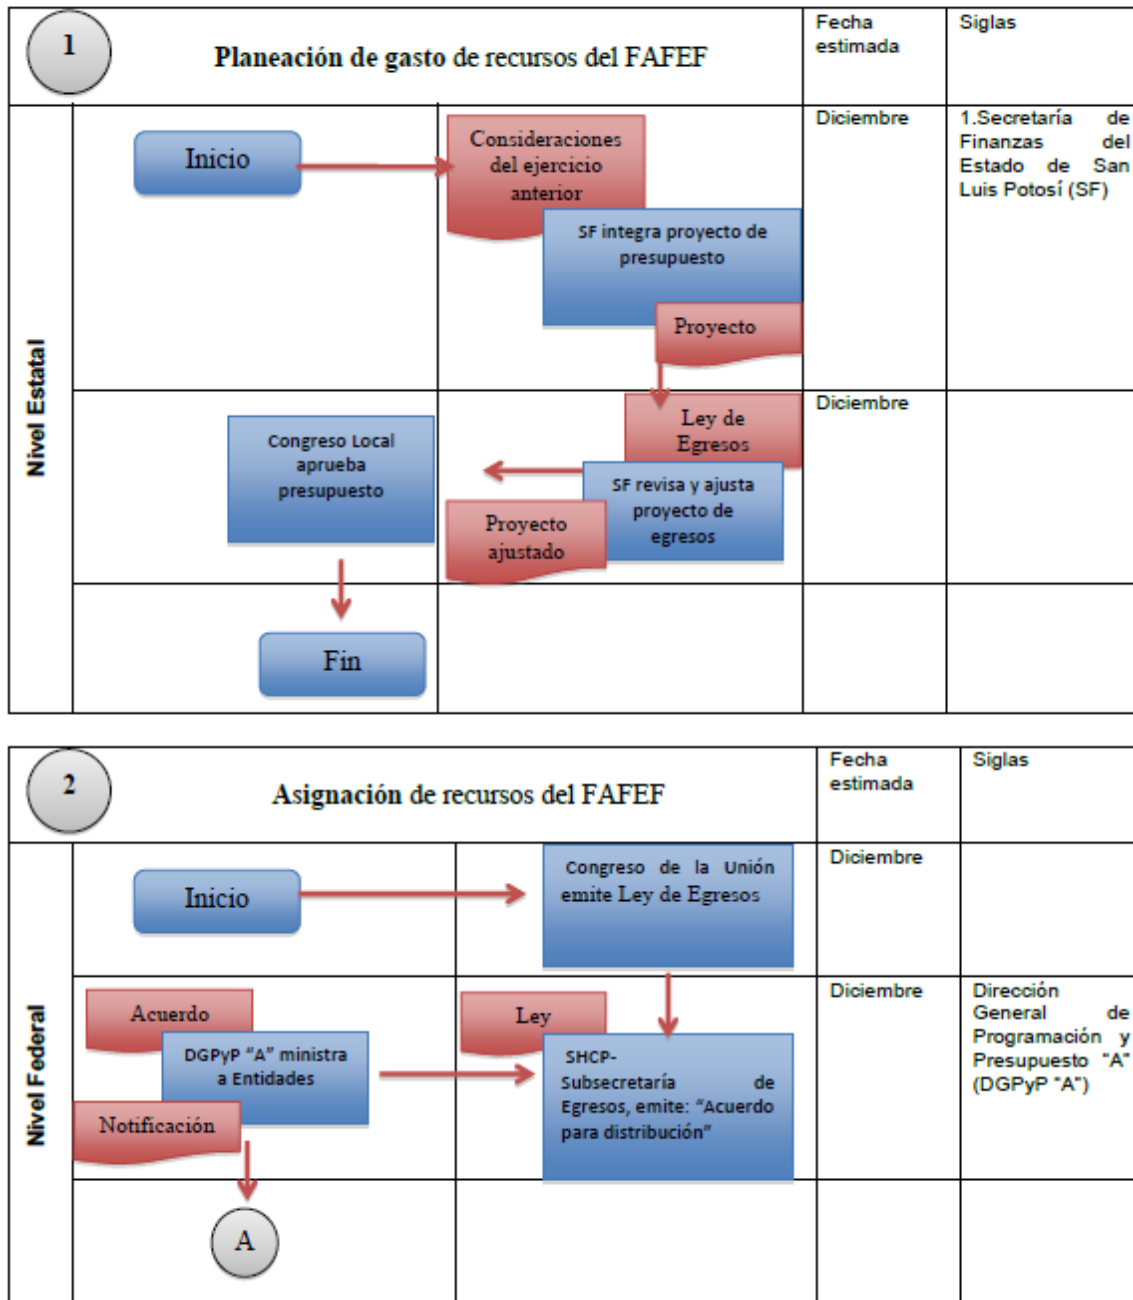 1
Planeación de gasto de recursos del FAFEF
Fecha
estimada
Siglas
Nivel Estatal
Inicio
Consideraciones
del ejercicio
anterior
SF integra proyecto de
presupuesto
Proyecto
Diciembre
1.Secretaría de
Finanzas del
Estado de San
Luis Potosí (SF)
Congreso Local
aprueba
presupuesto
Ley de
Egresos
SF revisa y ajusta
proyecto de
egresos
Proyecto
ajustado
Diciembre
Fin
2
Asignación de recursos del FAFEF
Fecha
estimada
Siglas
Nivel Federal
Inicio
Congreso de la Unión
emite Ley de Egresos
Diciembre
Acuerdo
DGPyP “A” ministra
a Entidades
Notificación
Ley
SHCP-
Subsecretaría de
Egresos, emite: “Acuerdo
para distribución”
Diciembre
Dirección
General de
Programación y
Presupuesto "A"
(DGPyP "A")
A